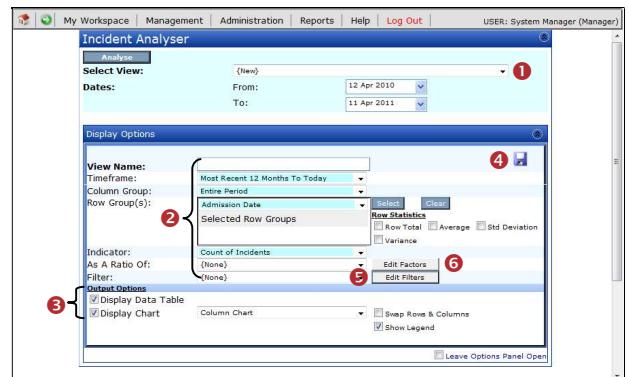 My Workspace | Management | Administration | Reports | Help | Log Out | USER: System Manager (Manager)
Incident Analyser
Analyse
Select View: {New} 1
Dates: From: 12 Apr 2010
To: 11 Apr 2011
Display Options
4
View Name:
Timeframe: Most Recent 12 Months To Today
Column Group: Entire Period
Row Group(s): Admission Date Select Clear
2 Selected Row Groups Row Statistics
Row Total Average Std Deviation
Variance
Indicator: Count of Incidents
As A Ratio Of: {None} Edit Factors 6
Filter: {None} 5 Edit Filters
Output Options
3 Display Data Table
Display Chart Column Chart Swap Rows & Columns
Show Legend
Leave Options Panel Open